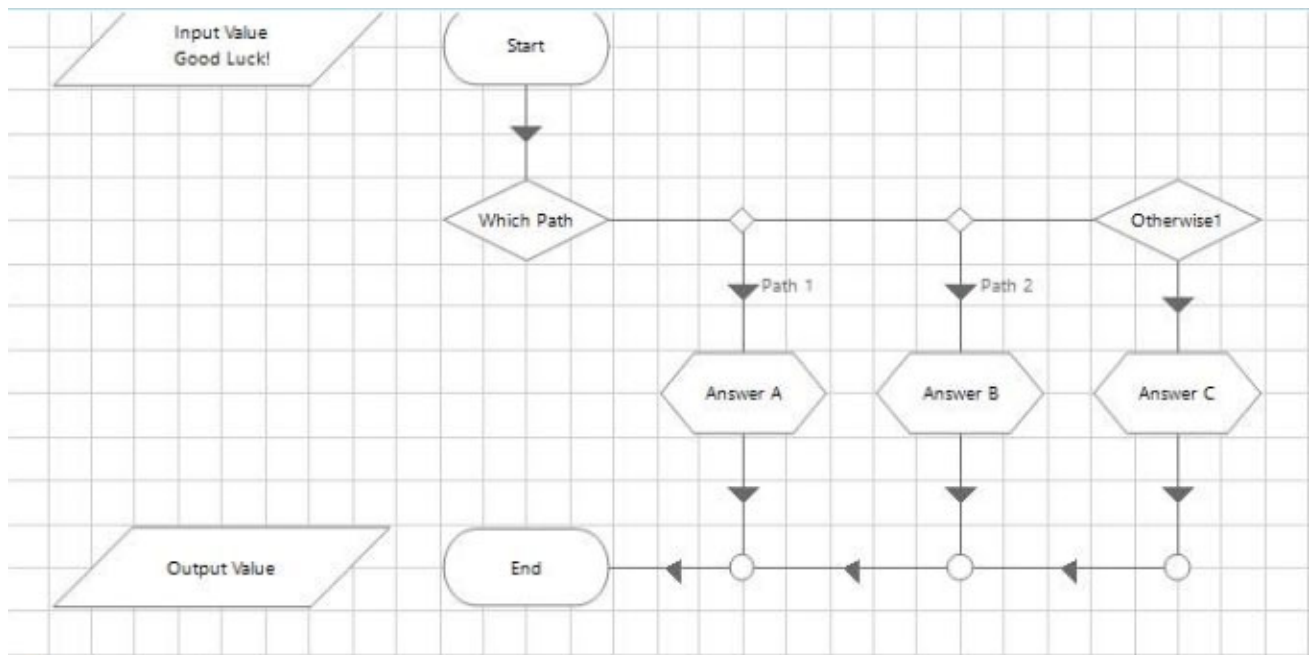 Input Value
Good Luck!
Start
Which Path
Otherwise1
Path 1
Path 2
Answer A
Answer B
Answer C
Output Value
End